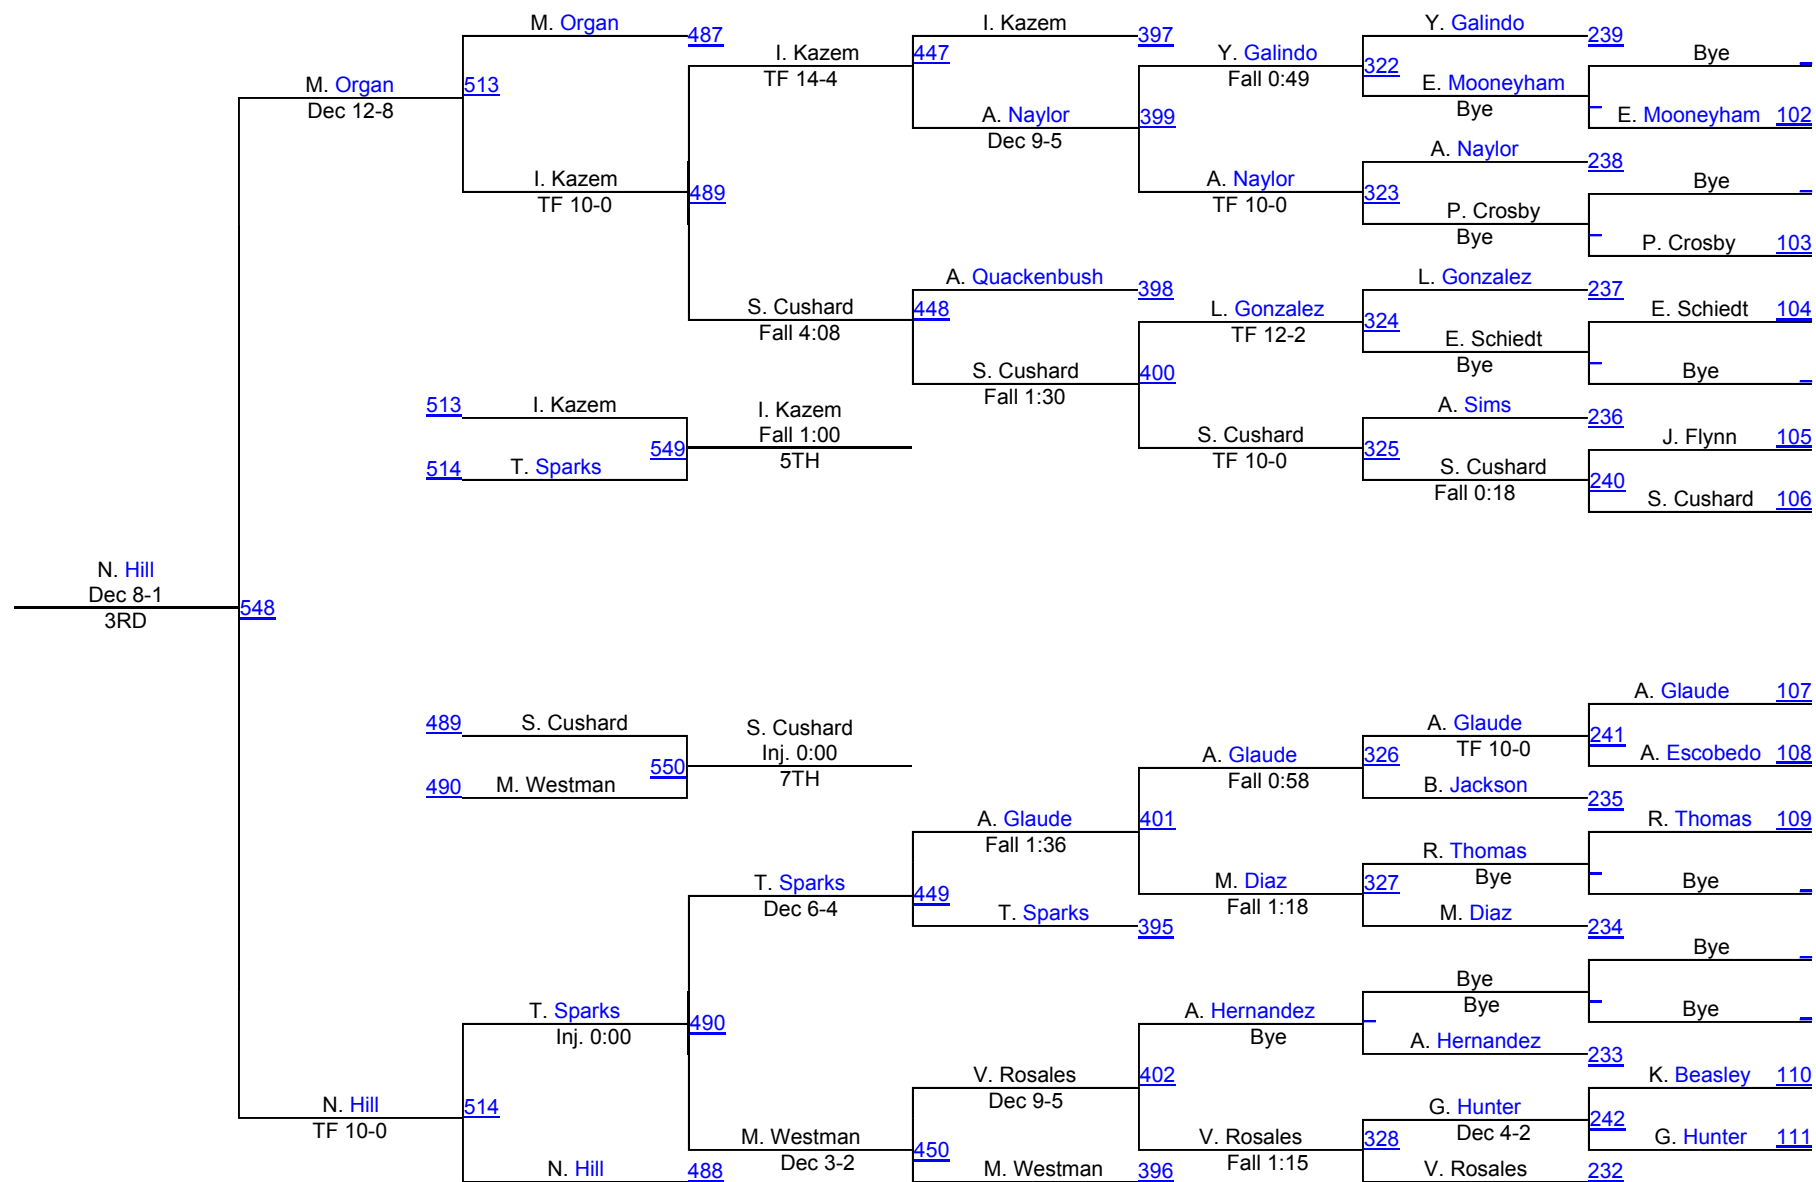 M. Organ 487
M. Organ
Dec 12-8
513
I. Kazem
TF 10-0
489
I. Kazem
TF 14-4
447
I. Kazem 397
A. Naylor
Dec 9-5
399
Y. Galindo
Fall 0:49
322
Y. Galindo 239
E. Mooneyham
Bye
Bye
E. Mooneyham 102
A. Naylor
TF 10-0
323
A. Naylor 238
P. Crosby
Bye
Bye
P. Crosby 103
S. Cushard
Fall 4:08
448
A. Quackenbush 398
S. Cushard
Fall 1:30
400
L. Gonzalez
TF 12-2
324
L. Gonzalez 237
E. Schiedt
Bye
E. Schiedt 104
Bye
S. Cushard
TF 10-0
325
A. Sims 236
S. Cushard
Fall 0:18
240
J. Flynn 105
S. Cushard 106
513 I. Kazem
514 T. Sparks
549
I. Kazem
Fall 1:00
5TH
N. Hill
Dec 8-1
3RD
548
489 S. Cushard
490 M. Westman
550
S. Cushard
Inj. 0:00
7TH
N. Hill
TF 10-0
514
T. Sparks
Inj. 0:00
490
N. Hill 488
T. Sparks
Dec 6-4
449
A. Glaude
Fall 1:36
401
T. Sparks 395
A. Glaude
Fall 0:58
326
A. Glaude
TF 10-0
241
A. Glaude 107
A. Escobedo 108
B. Jackson 235
M. Diaz
Fall 1:18
327
R. Thomas
Bye
R. Thomas 109
Bye
M. Diaz 234
M. Westman
Dec 3-2
450
V. Rosales
Dec 9-5
402
M. Westman 396
A. Hernandez
Bye
Bye
Bye
Bye
Bye
A. Hernandez 233
V. Rosales
Fall 1:15
328
G. Hunter
Dec 4-2
242
K. Beasley 110
G. Hunter 111
V. Rosales 232